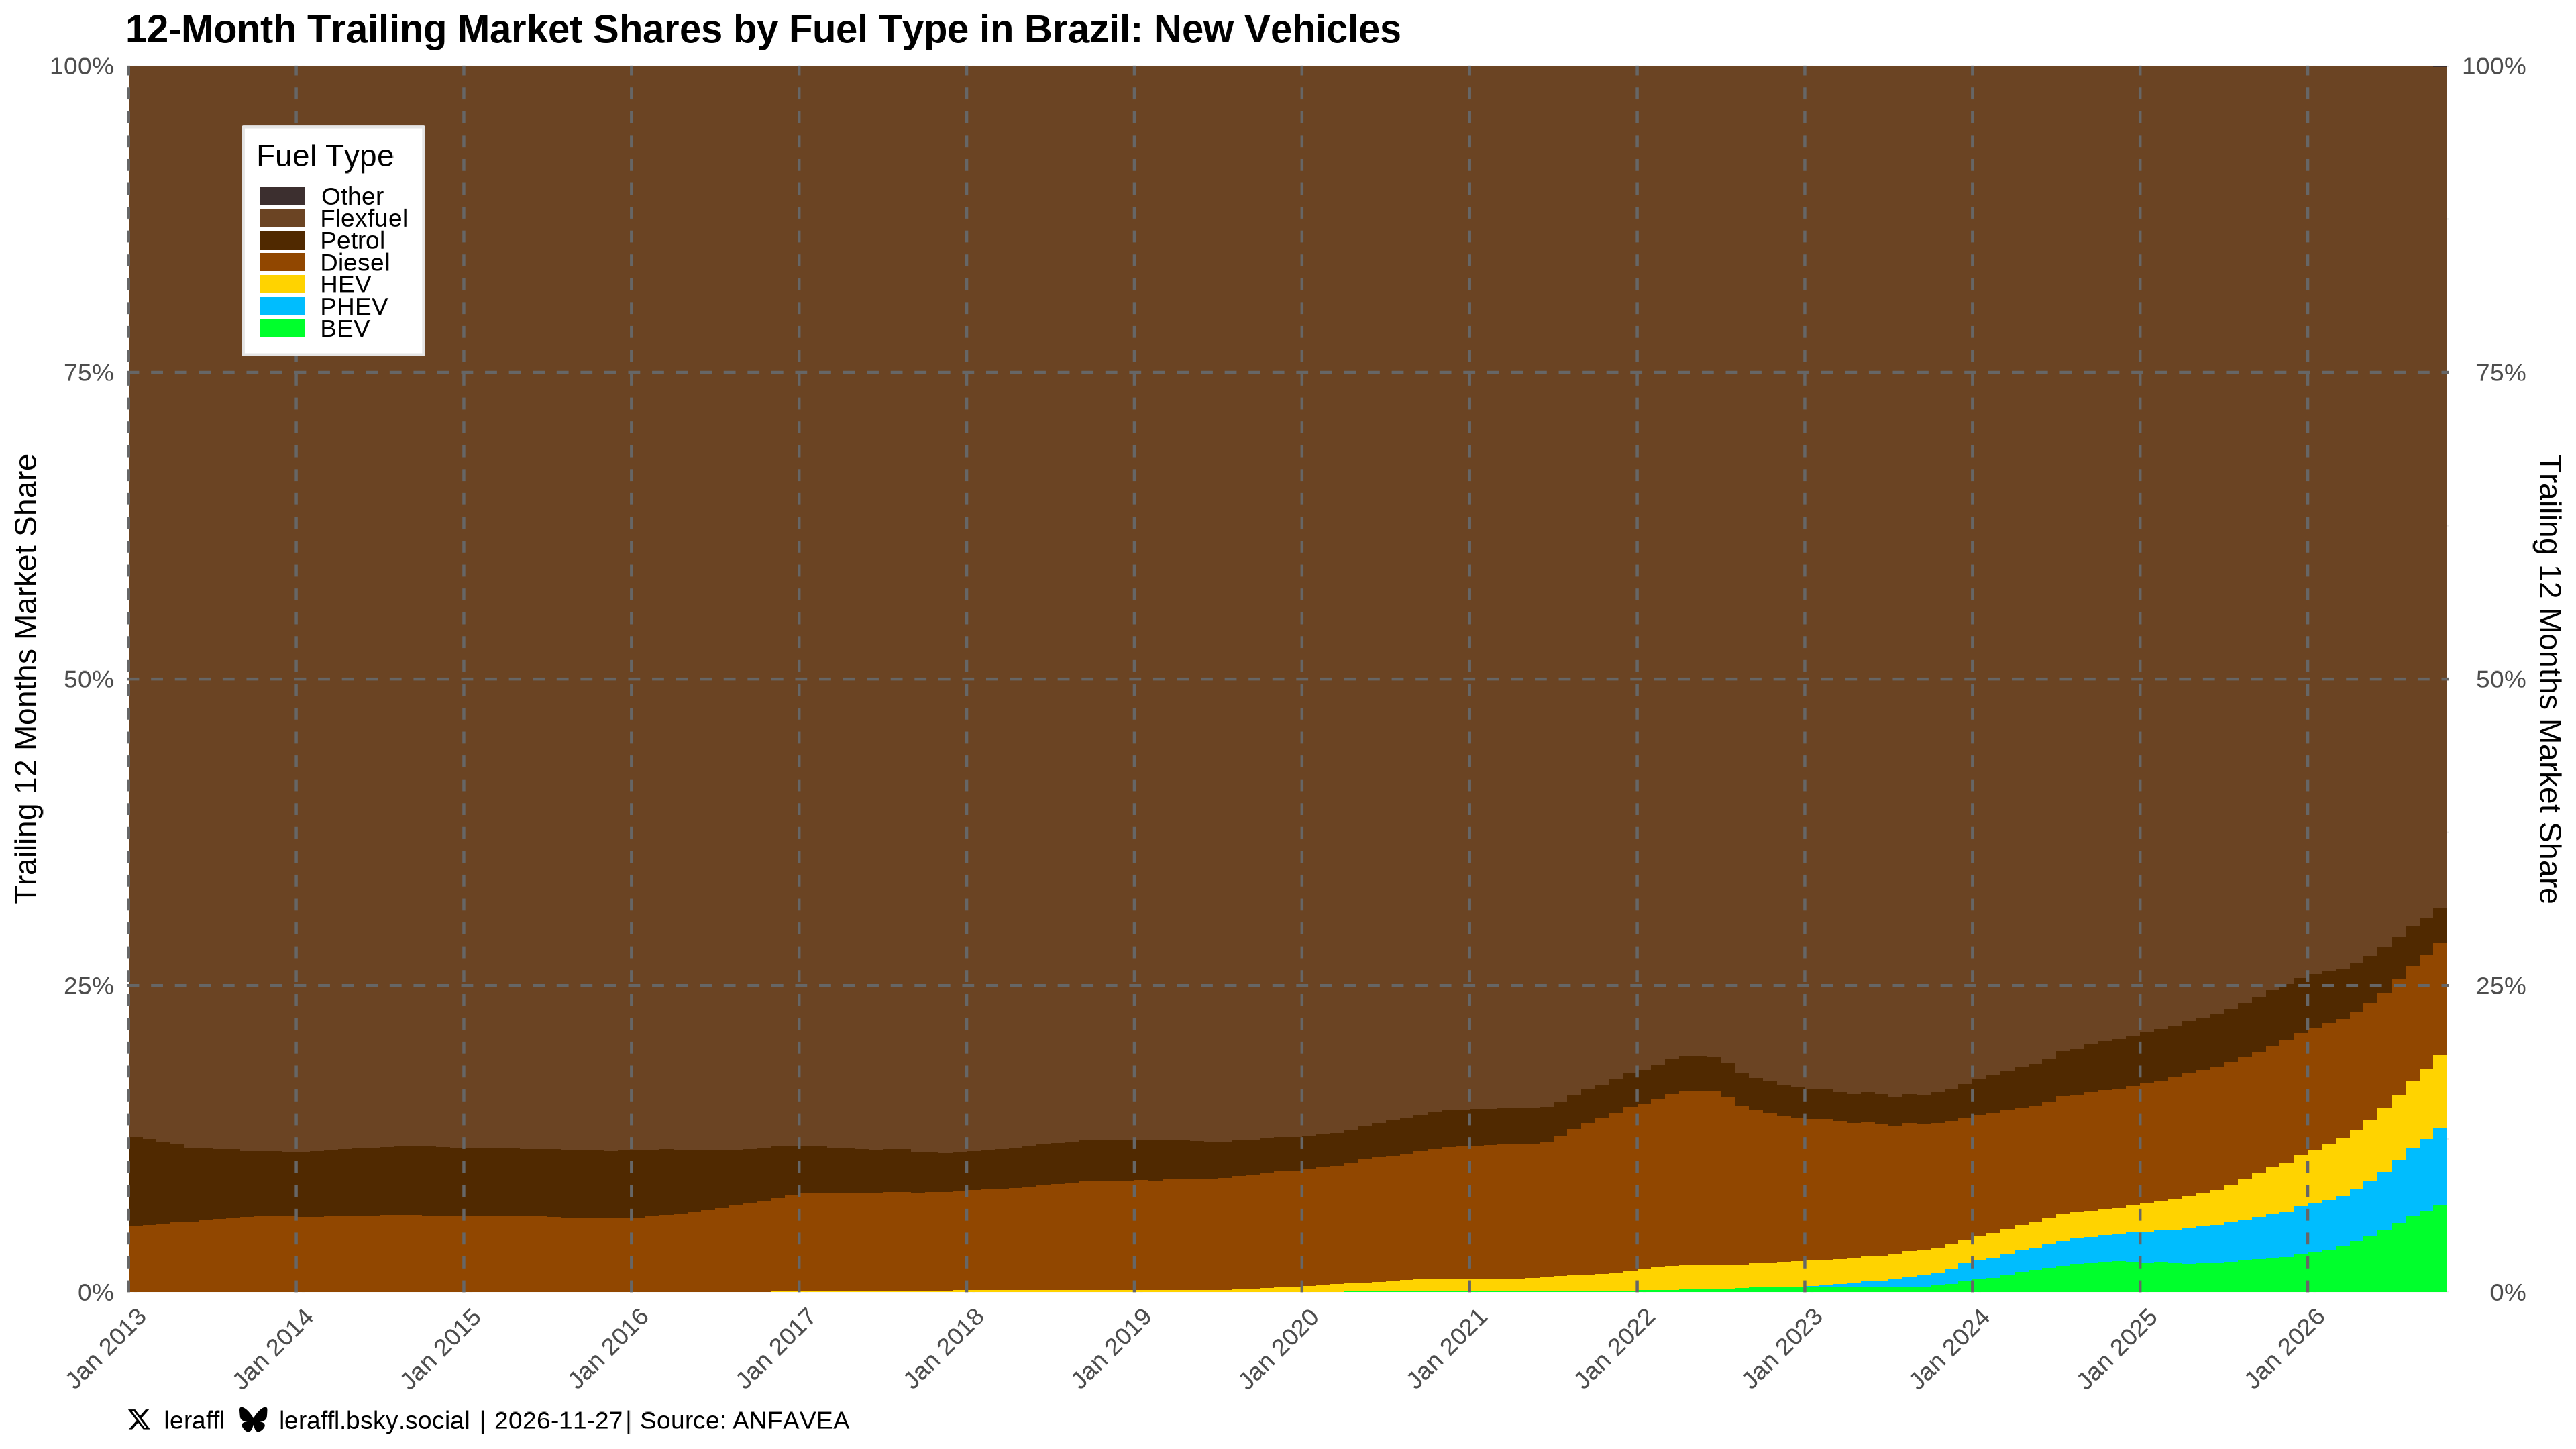 12-Month Trailing Market Shares by Fuel Type in Brazil: New Vehicles
100%
100%
Fuel Type
Other
Flexfuel
Petrol
Diesel
HEV
PHEV
BEV
75%
75%
Trailing 12 Months Market Share
Trailing 12 Months Market Share
50%
50%
25%
25%
0%
0%
Jan 2013
Jan 2014
Jan 2015
Jan 2016
Jan 2017
Jan 2018
Jan 2019
Jan 2020
Jan 2021
Jan 2022
Jan 2023
Jan 2024
Jan 2025
Jan 2026
leraffl leraffl.bsky.social | 2026-11-27| Source: ANFAVEA